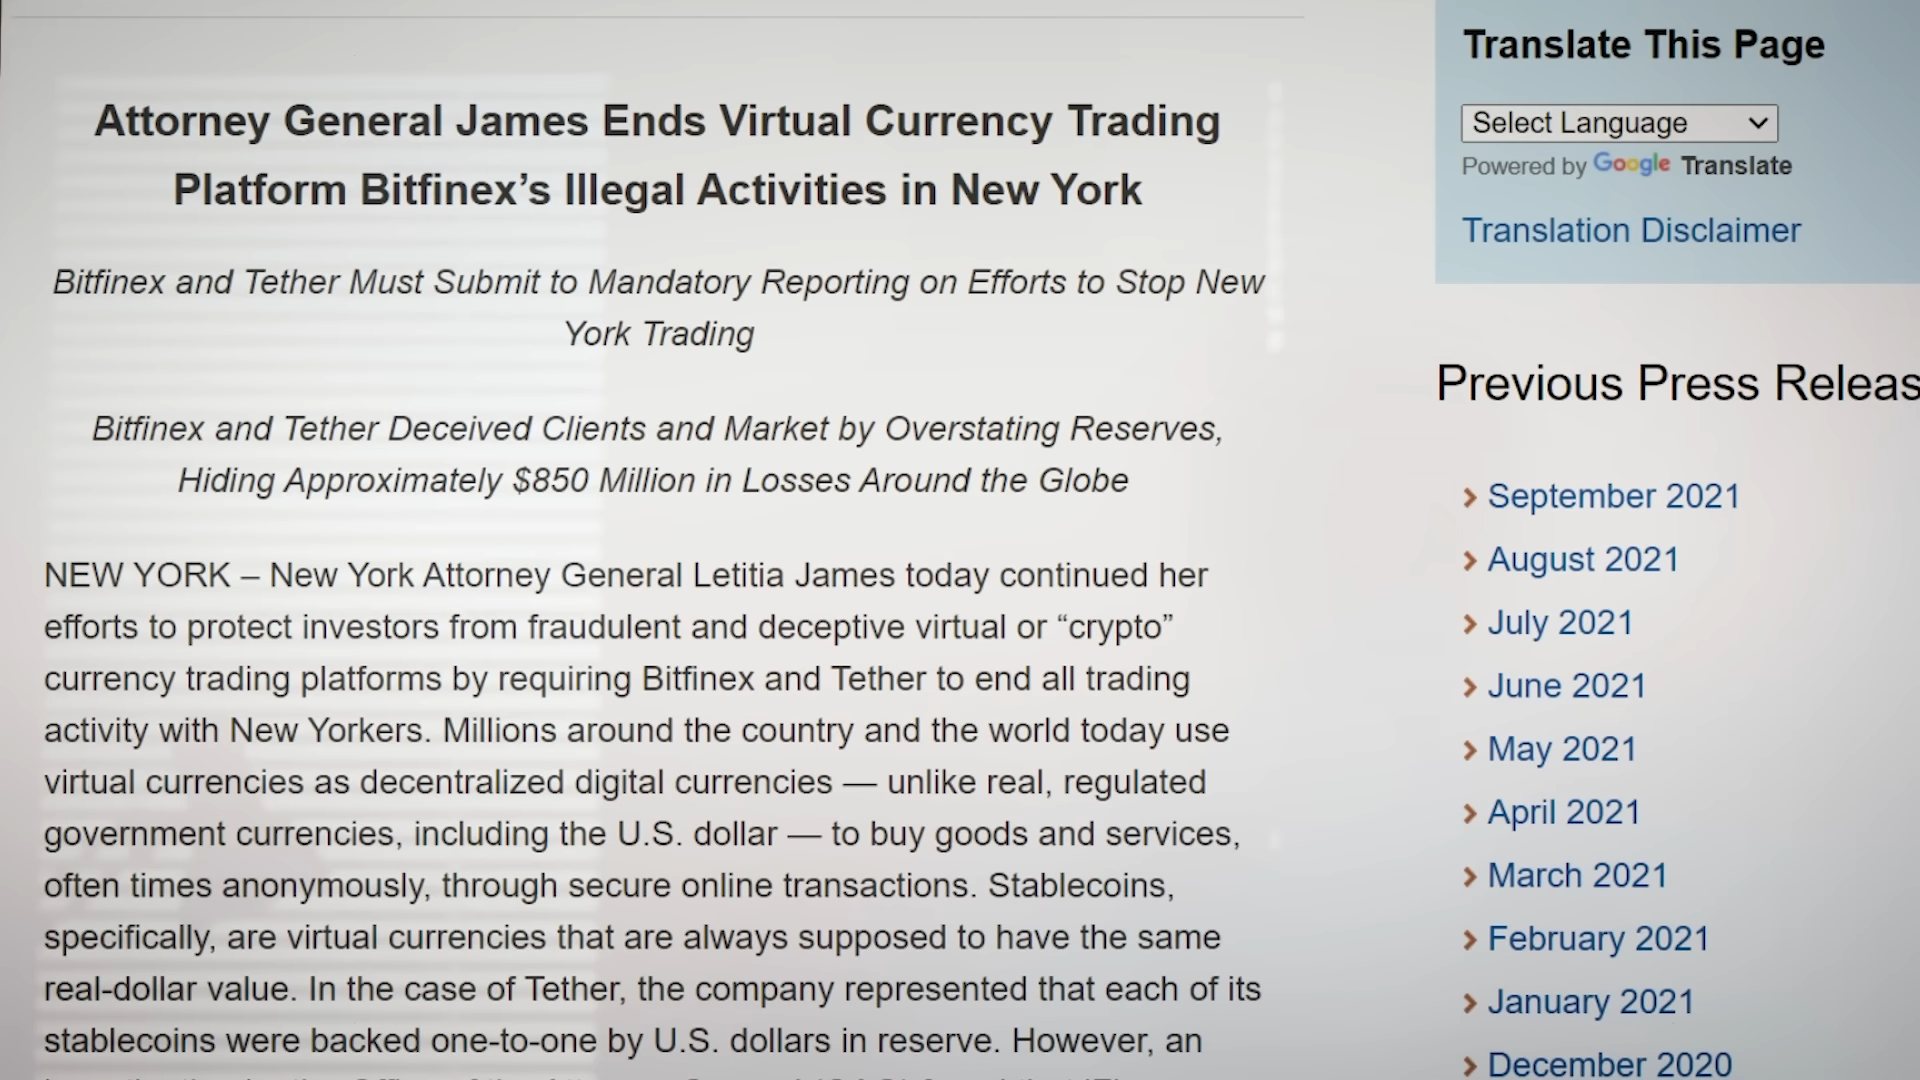 Attorney General James Ends Virtual Currency Trading
Platform Bitfinex’s Illegal Activities in New York
Bitfinex and Tether Must Submit to Mandatory Reporting on Efforts to Stop New
York Trading
Bitfinex and Tether Deceived Clients and Market by Overstating Reserves,
Hiding Approximately $850 Million in Losses Around the Globe
NEW YORK – New York Attorney General Letitia James today continued her
efforts to protect investors from fraudulent and deceptive virtual or “crypto”
currency trading platforms by requiring Bitfinex and Tether to end all trading
activity with New Yorkers. Millions around the country and the world today use
virtual currencies as decentralized digital currencies — unlike real, regulated
government currencies, including the U.S. dollar — to buy goods and services,
often times anonymously, through secure online transactions. Stablecoins,
specifically, are virtual currencies that are always supposed to have the same
real-dollar value. In the case of Tether, the company represented that each of its
stablecoins were backed one-to-one by U.S. dollars in reserve. However, an
Translate This Page
Select Language
Powered by Google Translate
Translation Disclaimer
Previous Press Releas
September 2021
August 2021
July 2021
June 2021
May 2021
April 2021
March 2021
February 2021
January 2021
December 2020